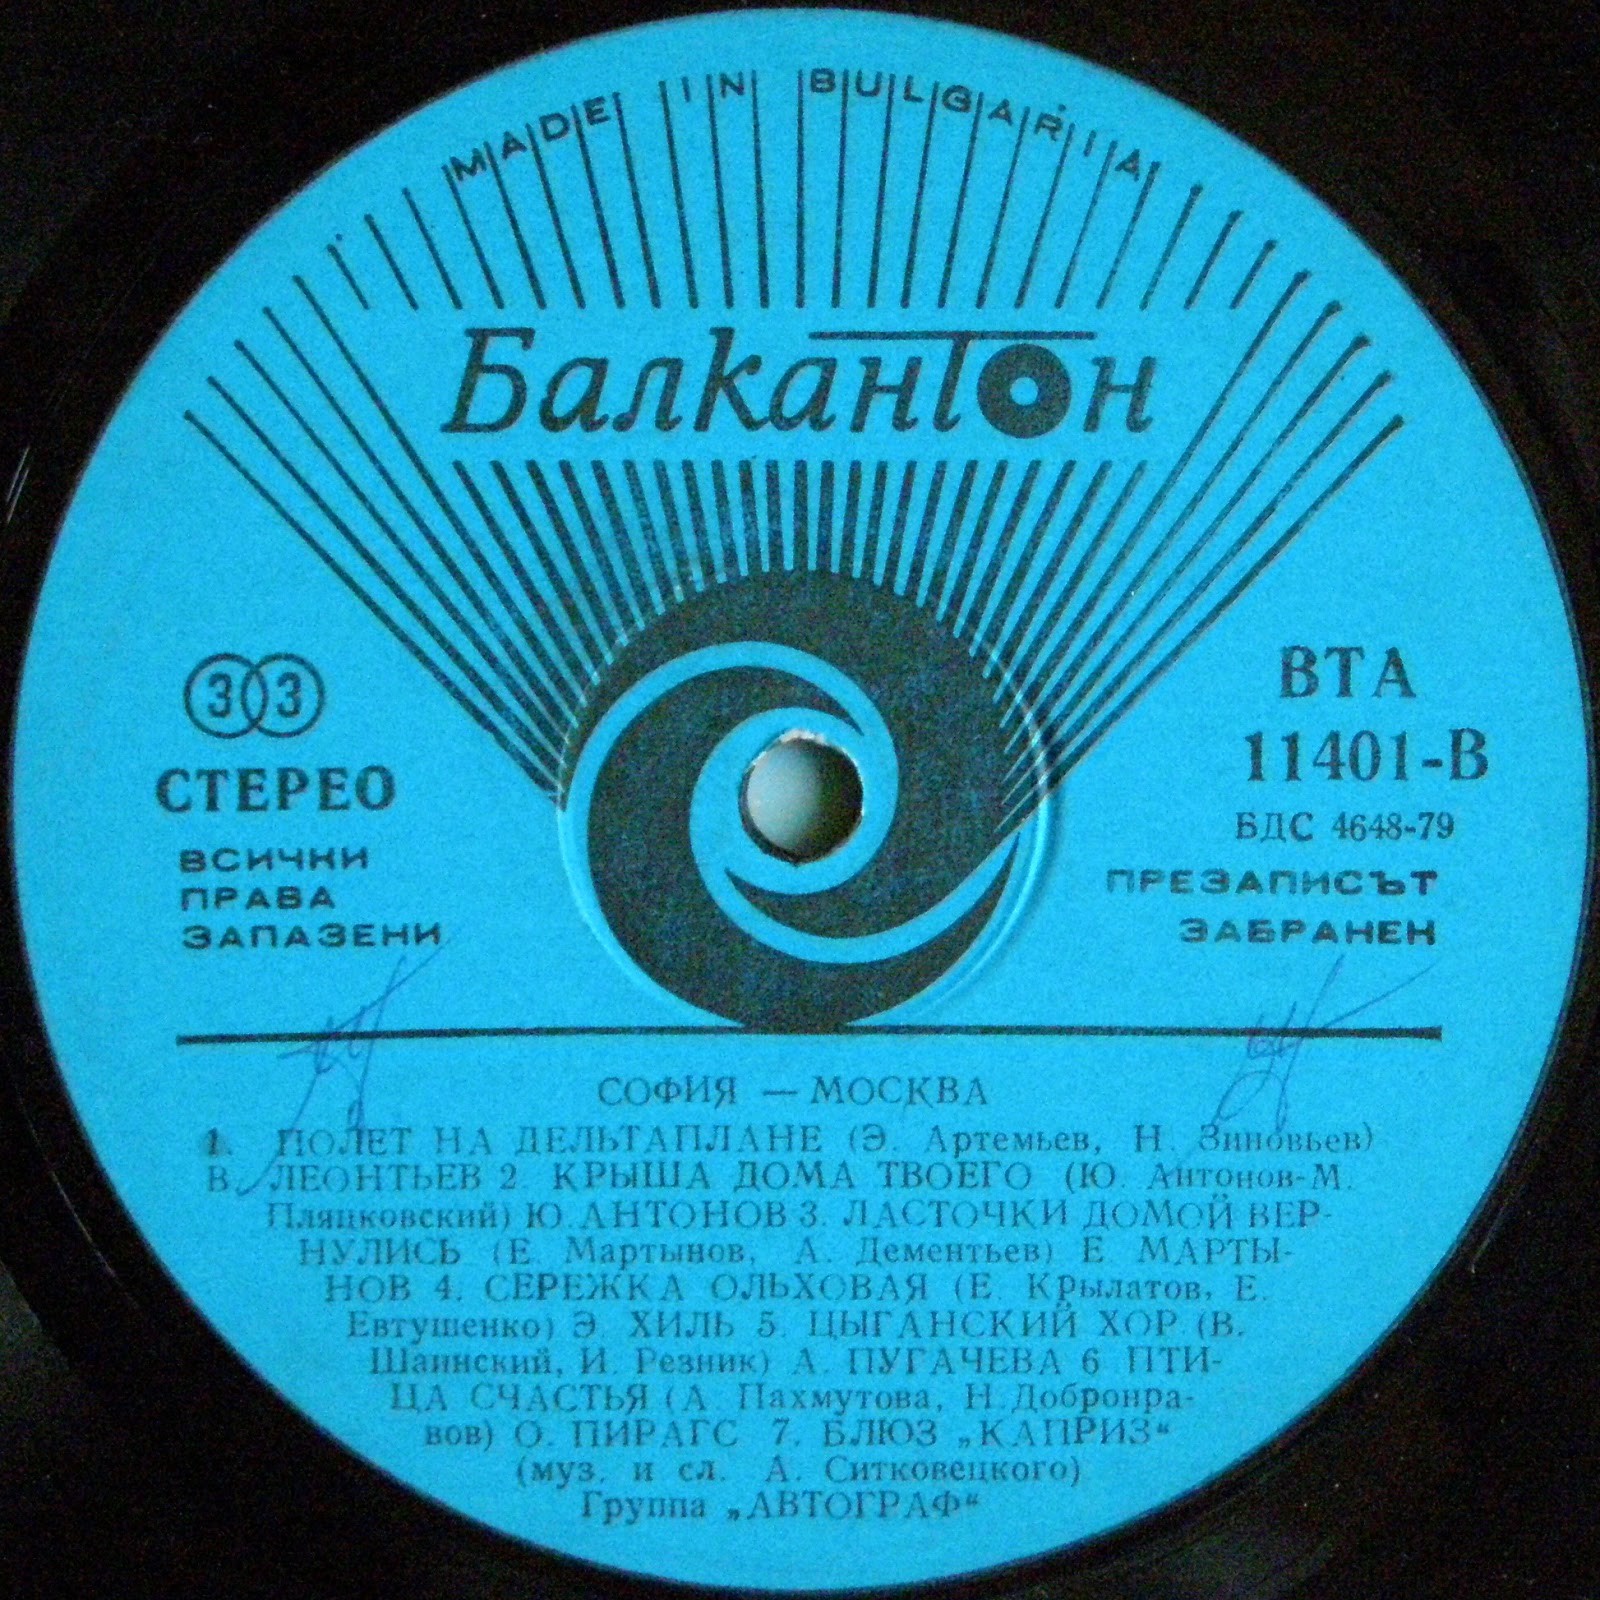 MADE IN BULGARIA
Балкантон
33
СТЕРЕО
ВСИЧКИ
ПРАВА
ЗАПАЗЕНИ
ВТА
11401-В
БДС 4648-79
ПРЕЗАПИСЪТ
ЗАБРАНЕН
СОФИЯ — МОСКВА
1. ПОЛЕТ НА ДЕЛЬТАПЛАНЕ (Э. Артемьев, Н. Зиновьев)
В. ЛЕОНТЬЕВ 2. КРЫША ДОМА ТВОЕГО (Ю. Антонов-М.
Пляцковский) Ю. АНТОНОВ 3. ЛАСТОЧКИ ДОМОЙ ВЕР-
НУЛИСЬ (Е. Мартынов, А. Дементьев) Е. МАРТЫ-
НОВ 4. СЕРЕЖКА ОЛЬХОВАЯ (Е. Крылатов, Е.
Евтушенко) Э. ХИЛЬ 5. ЦЫГАНСКИЙ ХОР (В.
Шаинский, И. Резник) А. ПУГАЧЕВА 6 ПТИ-
ЦА СЧАСТЬЯ (А. Пахмутова, Н. Добронра-
вов) О. ПИРАГС 7. БЛЮЗ „КАПРИЗ“
(муз. и сл. А. Ситковецкого)
Группа „АВТОГРАФ“